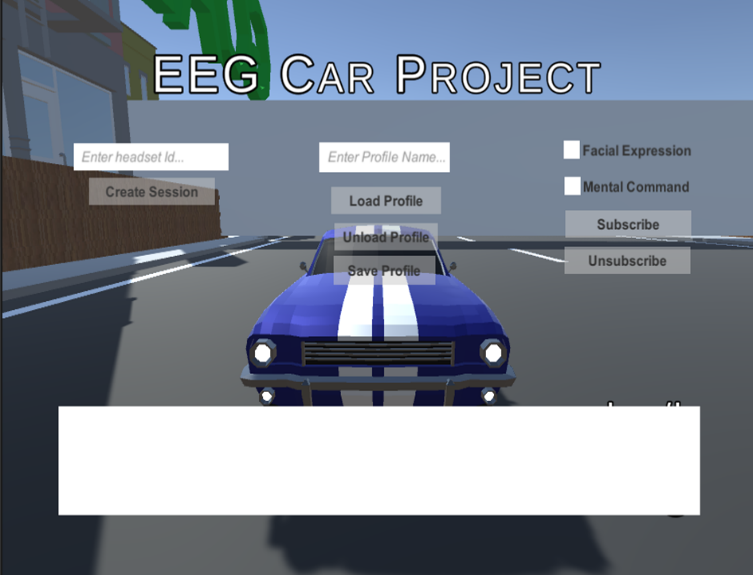 EEG CAR PROJECT
Enter headset Id...
Create Session
Enter Profile Name...
Load Profile
Unload Profile
Save Profile
Facial Expression
Mental Command
Subscribe
Unsubscribe